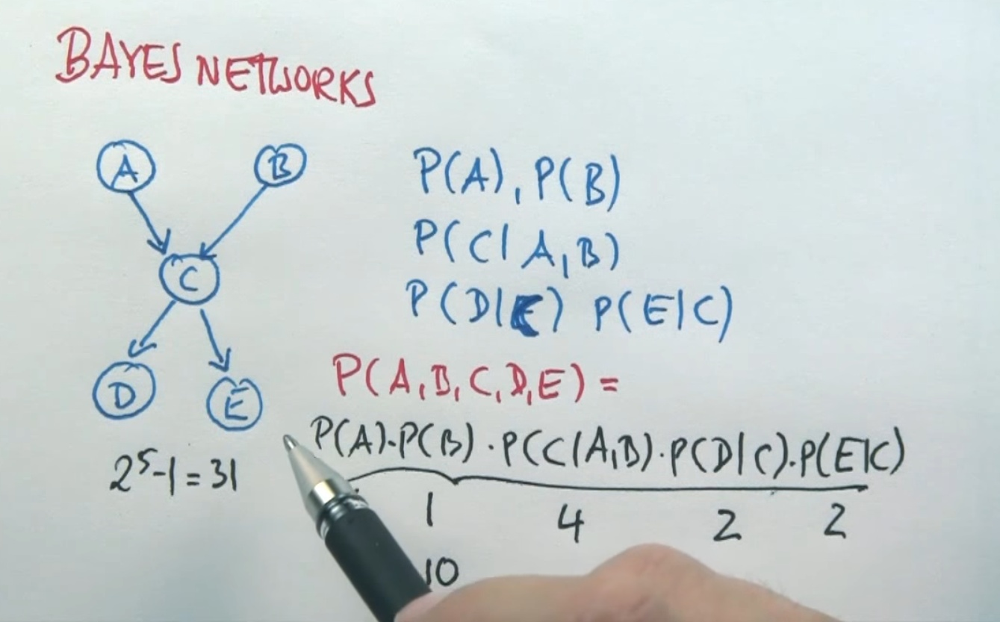 BAYES NETWORKS
A B
P(A), P(B)
C
P(C|A,B)
P(D|C) P(E|C)
D E
P(A,B,C,D,E) =
P(A)·P(B)·P(C|A,B)·P(D|C)·P(E|C)
2⁵-1=31
1 4 2 2
10